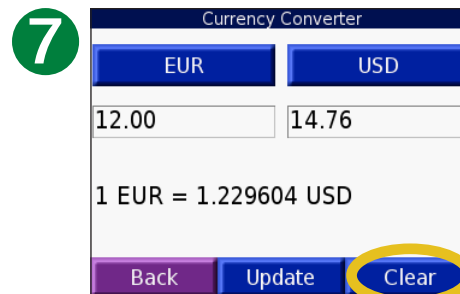 7
Currency Converter
EUR USD
12.00 14.76
1 EUR = 1.229604 USD
Back Update Clear